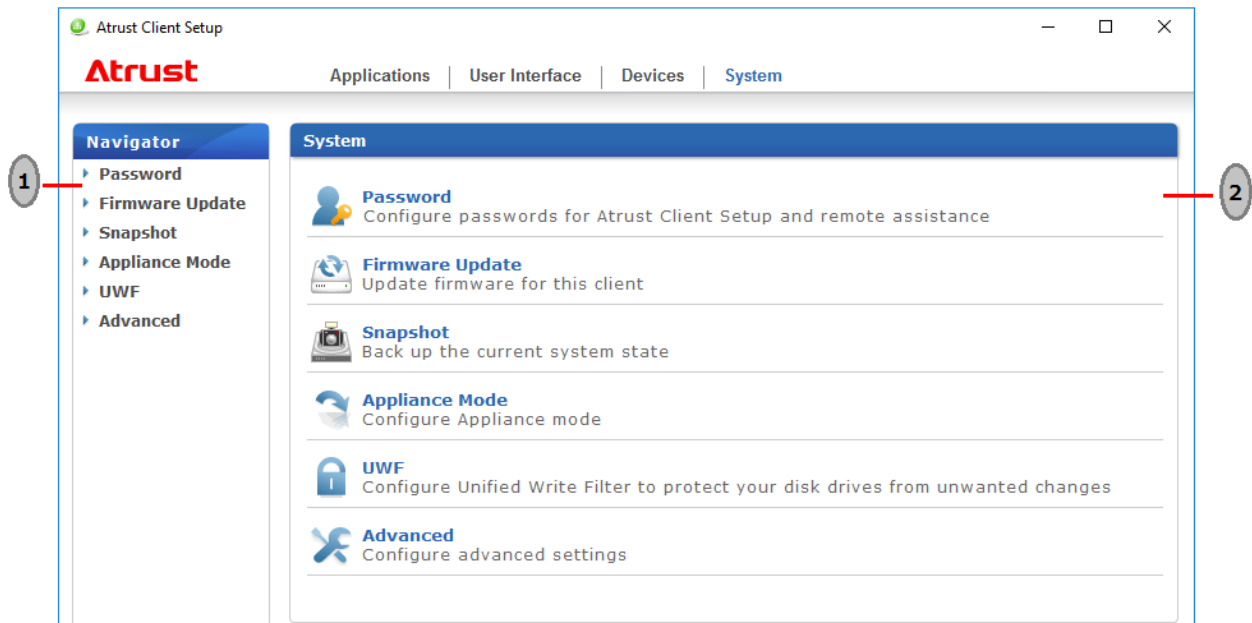 Atrust Client Setup
Atrust
Applications | User Interface | Devices | System
Navigator
Password
Firmware Update
Snapshot
Appliance Mode
UWF
Advanced
1
System
Password
Configure passwords for Atrust Client Setup and remote assistance
Firmware Update
Update firmware for this client
Snapshot
Back up the current system state
Appliance Mode
Configure Appliance mode
UWF
Configure Unified Write Filter to protect your disk drives from unwanted changes
Advanced
Configure advanced settings
2